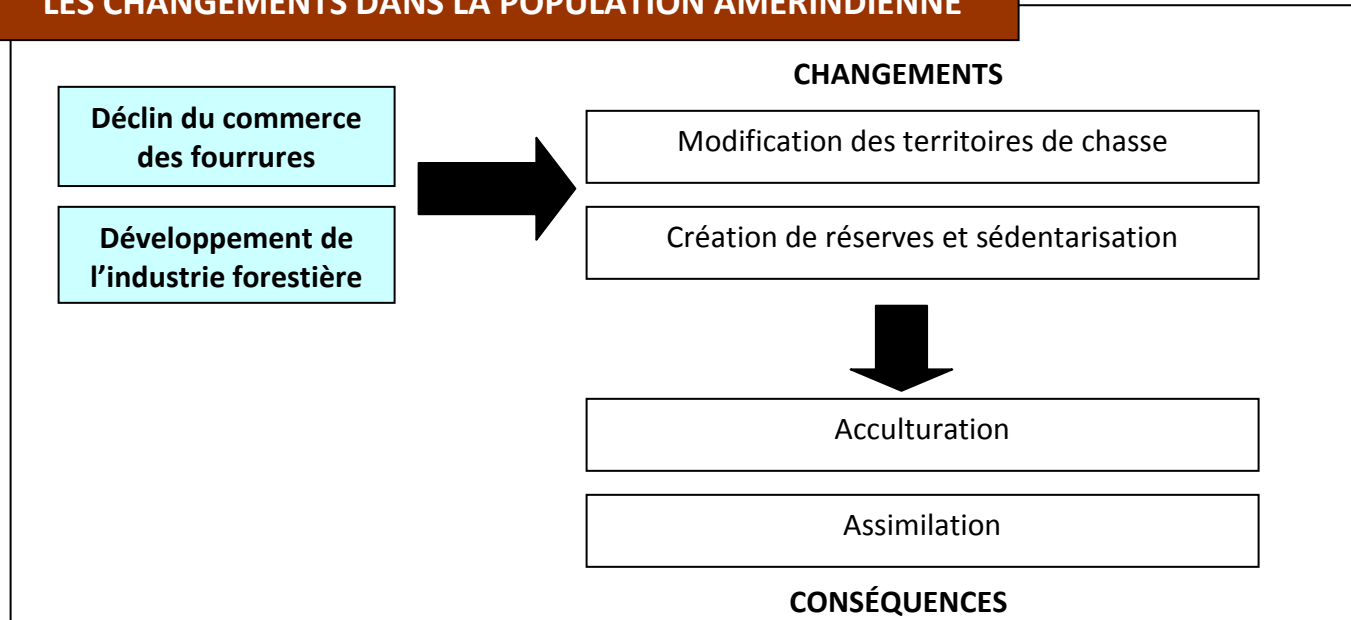 LES CHANGEMENTS DANS LA POPULATION AMÉRINDIENNE
CHANGEMENTS
Déclin du commerce
des fourrures
Développement de
l’industrie forestière
Modification des territoires de chasse
Création de réserves et sédentarisation
Acculturation
Assimilation
CONSÉQUENCES